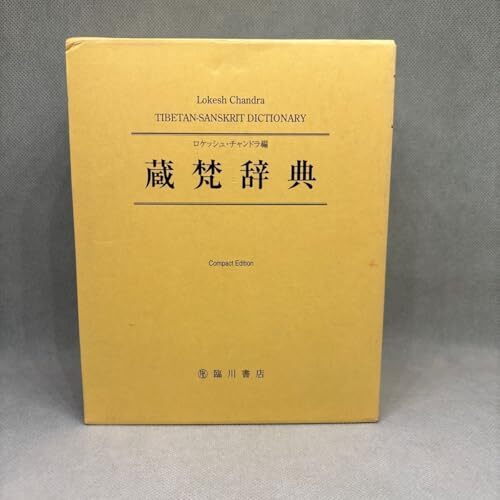 Lokesh Chandra
TIBETAN-SANSKRIT DICTIONARY
ロケッシュ・チャンドラ編
蔵梵辞典
Compact Edition
臨川書店